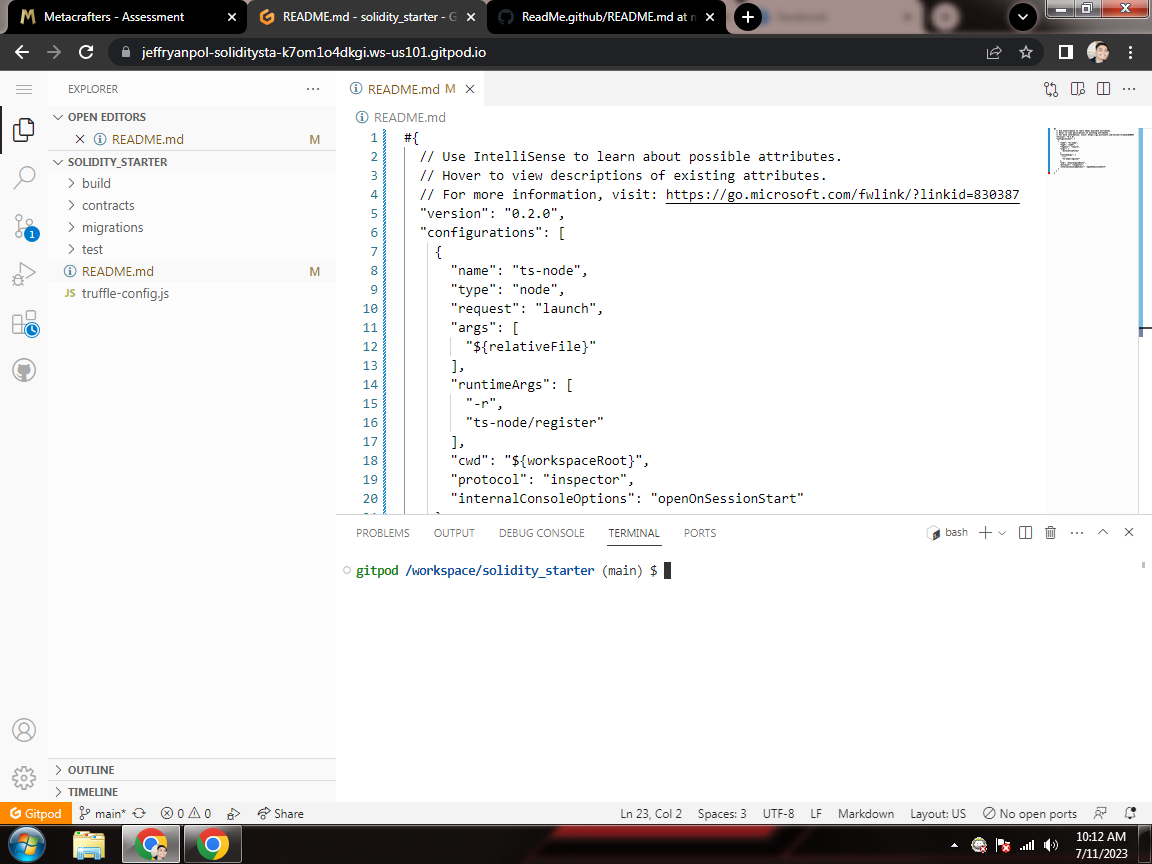 Metacrafters - Assessment
README.md - solidity_starter - G
ReadMe.github/README.md at m
jeffryanpol-soliditysta-k7om1o4dkgi.ws-us101.gitpod.io
EXPLORER
OPEN EDITORS
README.md M
SOLIDITY_STARTER
build
contracts
migrations
test
README.md M
JS truffle-config.js
OUTLINE
TIMELINE
1
README.md M
README.md
1 #{
2 // Use IntelliSense to learn about possible attributes.
3 // Hover to view descriptions of existing attributes.
4 // For more information, visit: https://go.microsoft.com/fwlink/?linkid=830387
5 "version": "0.2.0",
6 "configurations": [
7 {
8 "name": "ts-node",
9 "type": "node",
10 "request": "launch",
11 "args": [
12 "${relativeFile}"
13 ],
14 "runtimeArgs": [
15 "-r",
16 "ts-node/register"
17 ],
18 "cwd": "${workspaceRoot}",
19 "protocol": "inspector",
20 "internalConsoleOptions": "openOnSessionStart"
PROBLEMS OUTPUT DEBUG CONSOLE TERMINAL PORTS
bash
gitpod /workspace/solidity_starter (main) $
Gitpod main* 0 0 Share
Ln 23, Col 2 Spaces: 3 UTF-8 LF Markdown Layout: US No open ports
10:12 AM
7/11/2023